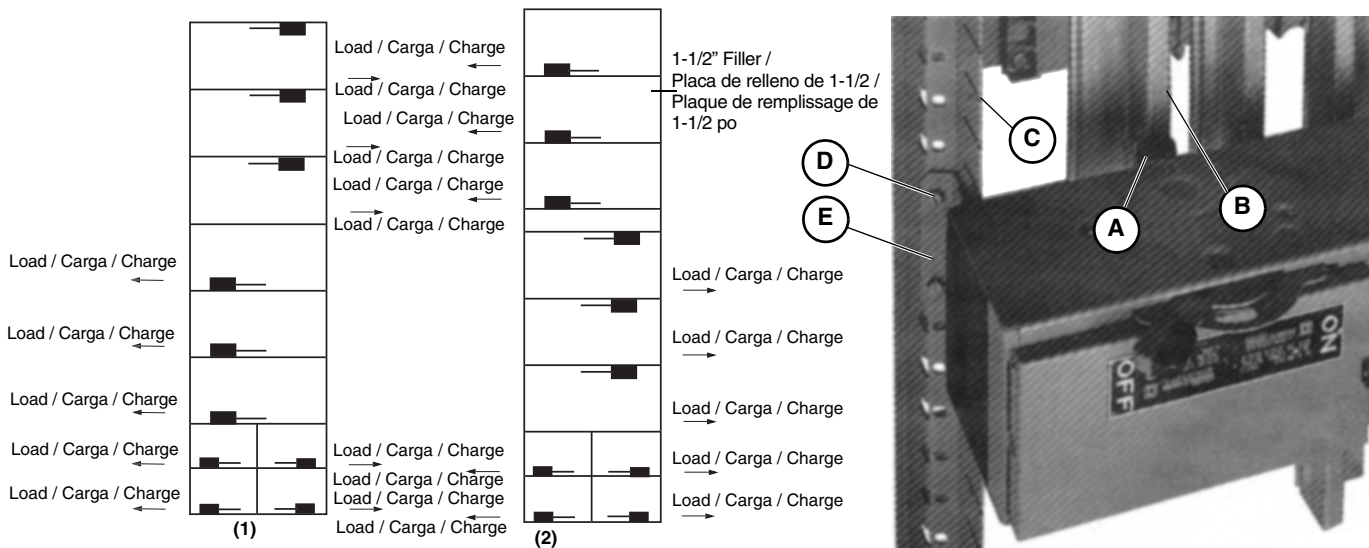 Load / Carga / Charge
Load / Carga / Charge
Load / Carga / Charge
Load / Carga / Charge
Load / Carga / Charge
Load / Carga / Charge
Load / Carga / Charge
Load / Carga / Charge
Load / Carga / Charge
Load / Carga / Charge
Load / Carga / Charge
(1)
Load / Carga / Charge
Load / Carga / Charge
Load / Carga / Charge
Load / Carga / Charge
1-1/2” Filler /
Placa de relleno de 1-1/2 /
Plaque de remplissage de
1-1/2 po
Load / Carga / Charge
Load / Carga / Charge
Load / Carga / Charge
Load / Carga / Charge
Load / Carga / Charge
(2)
C
D
E
A
B
OFF
ON